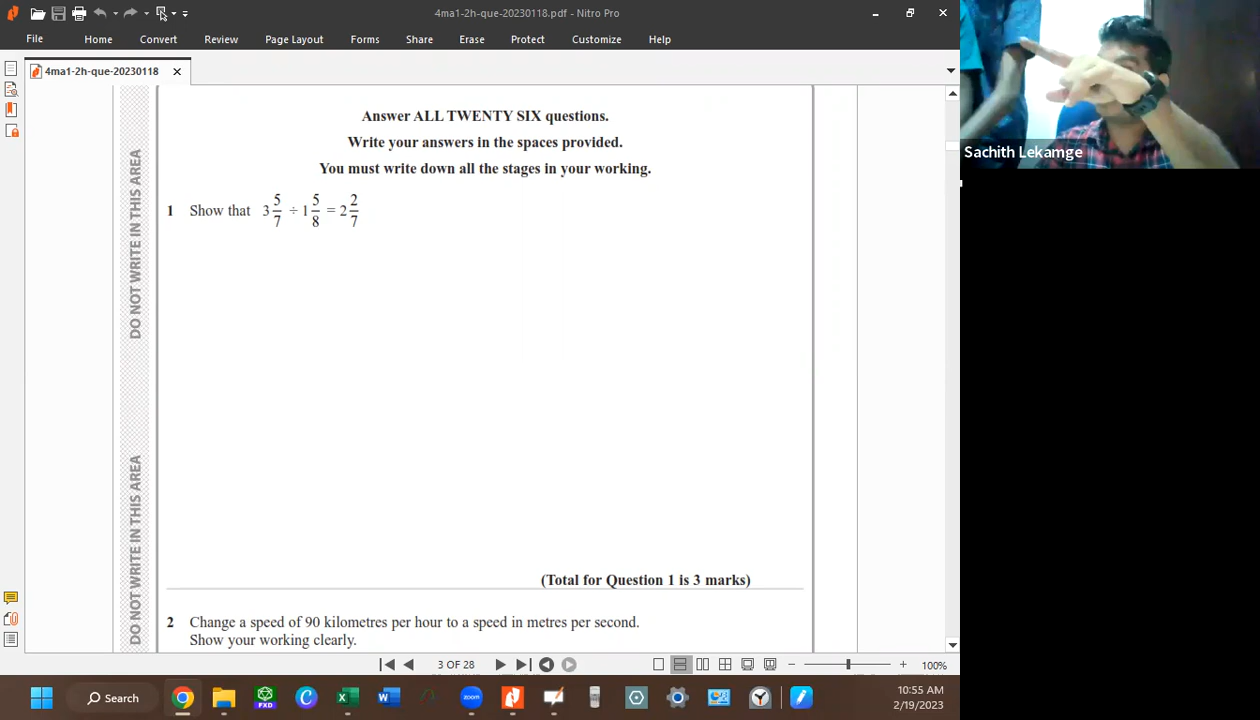 4ma1-2h-que-20230118.pdf - Nitro Pro
File Home Convert Review Page Layout Forms Share Erase Protect Customize Help
4ma1-2h-que-20230118
Answer ALL TWENTY SIX questions.
Write your answers in the spaces provided.
You must write down all the stages in your working.
1 Show that 3 5/7 ÷ 1 5/8 = 2 2/7
(Total for Question 1 is 3 marks)
2 Change a speed of 90 kilometres per hour to a speed in metres per second.
Show your working clearly.
DO NOT WRITE IN THIS AREA
DO NOT WRITE IN THIS AREA
Sachith Lekamge
3 OF 28
100%
Search
FXD
zoom
10:55 AM
2/19/2023